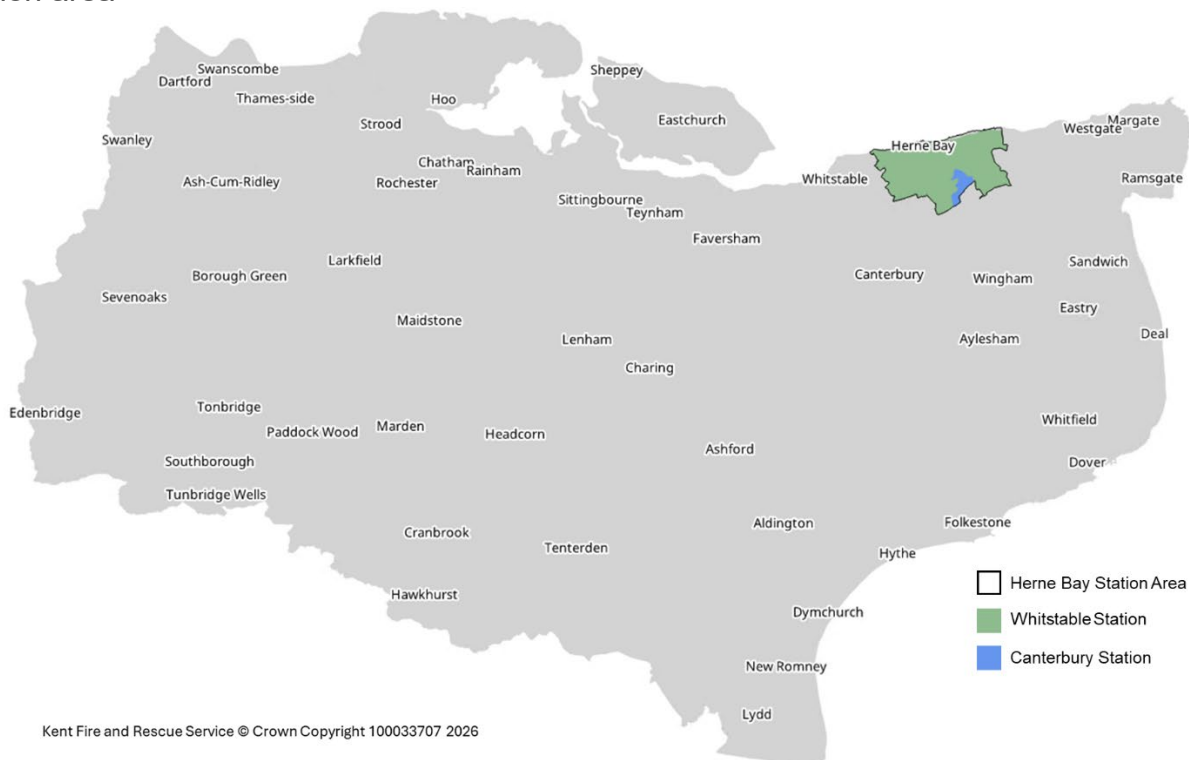 Swanscombe
Dartford
Sheppey
Thames-side
Hoo
Strood
Eastchurch
Margate
Westgate
Swanley
Herne Bay
Chatham
Rainham
Ash-Cum-Ridley
Rochester
Whitstable
Ramsgate
Sittingbourne
Teynham
Faversham
Larkfield
Sandwich
Borough Green
Canterbury
Wingham
Sevenoaks
Eastry
Maidstone
Deal
Lenham
Aylesham
Charing
Edenbridge
Tonbridge
Whitfield
Paddock Wood
Marden
Headcorn
Ashford
Southborough
Dover
Tunbridge Wells
Aldington
Folkestone
Cranbrook
Tenterden
Hythe
Hawkhurst
Dymchurch
New Romney
Lydd
Herne Bay Station Area
Whitstable Station
Canterbury Station
Kent Fire and Rescue Service © Crown Copyright 100033707 2026